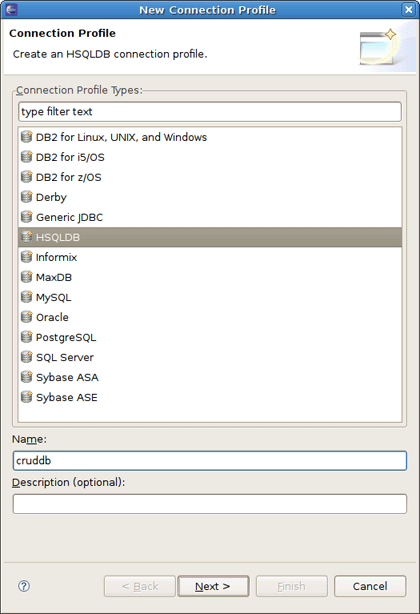 New Connection Profile
Connection Profile
Create an HSQLDB connection profile.
Connection Profile Types:
type filter text
DB2 for Linux, UNIX, and Windows
DB2 for i5/OS
DB2 for z/OS
Derby
Generic JDBC
HSQLDB
Informix
MaxDB
MySQL
Oracle
PostgreSQL
SQL Server
Sybase ASA
Sybase ASE
Name:
cruddb
Description (optional):
? < Back Next > Finish Cancel